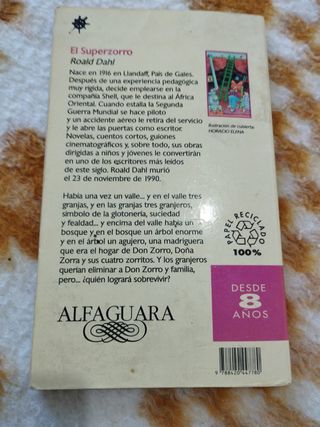 El Superzorro
Roald Dahl
Nace en 1916 en Llandaff, País de Gales.
Después de una experiencia pedagógica
muy rígida, decide emplearse en la
compañía Shell, que le destina al África
Oriental. Cuando estalla la Segunda
Guerra Mundial se hace piloto
y un accidente aéreo le retira del servicio
y le abre las puertas como escritor.
Novelas, cuentos cortos, guiones
cinematográficos y, sobre todo, sus obras
dirigidas a niños y jóvenes le convertirán
en uno de los escritores más leídos
de este siglo. Roald Dahl murió
el 23 de noviembre de 1990.
Ilustración de cubierta:
HORACIO ELENA
Había una vez un valle... y en el valle tres
granjas, y en las granjas tres granjeros,
símbolo de la glotonería, suciedad
y fealdad... y encima del valle había un
bosque y en el bosque un árbol enorme
y en el árbol un agujero, una madriguera
que era el hogar de Don Zorro, Doña
Zorra y sus cuatro zorritos. Y los granjeros
querían eliminar a Don Zorro y familia,
pero... ¿quién logrará sobrevivir?
PAPEL RECICLADO
100%
DESDE
8
AÑOS
ALFAGUARA
9 788420 447780